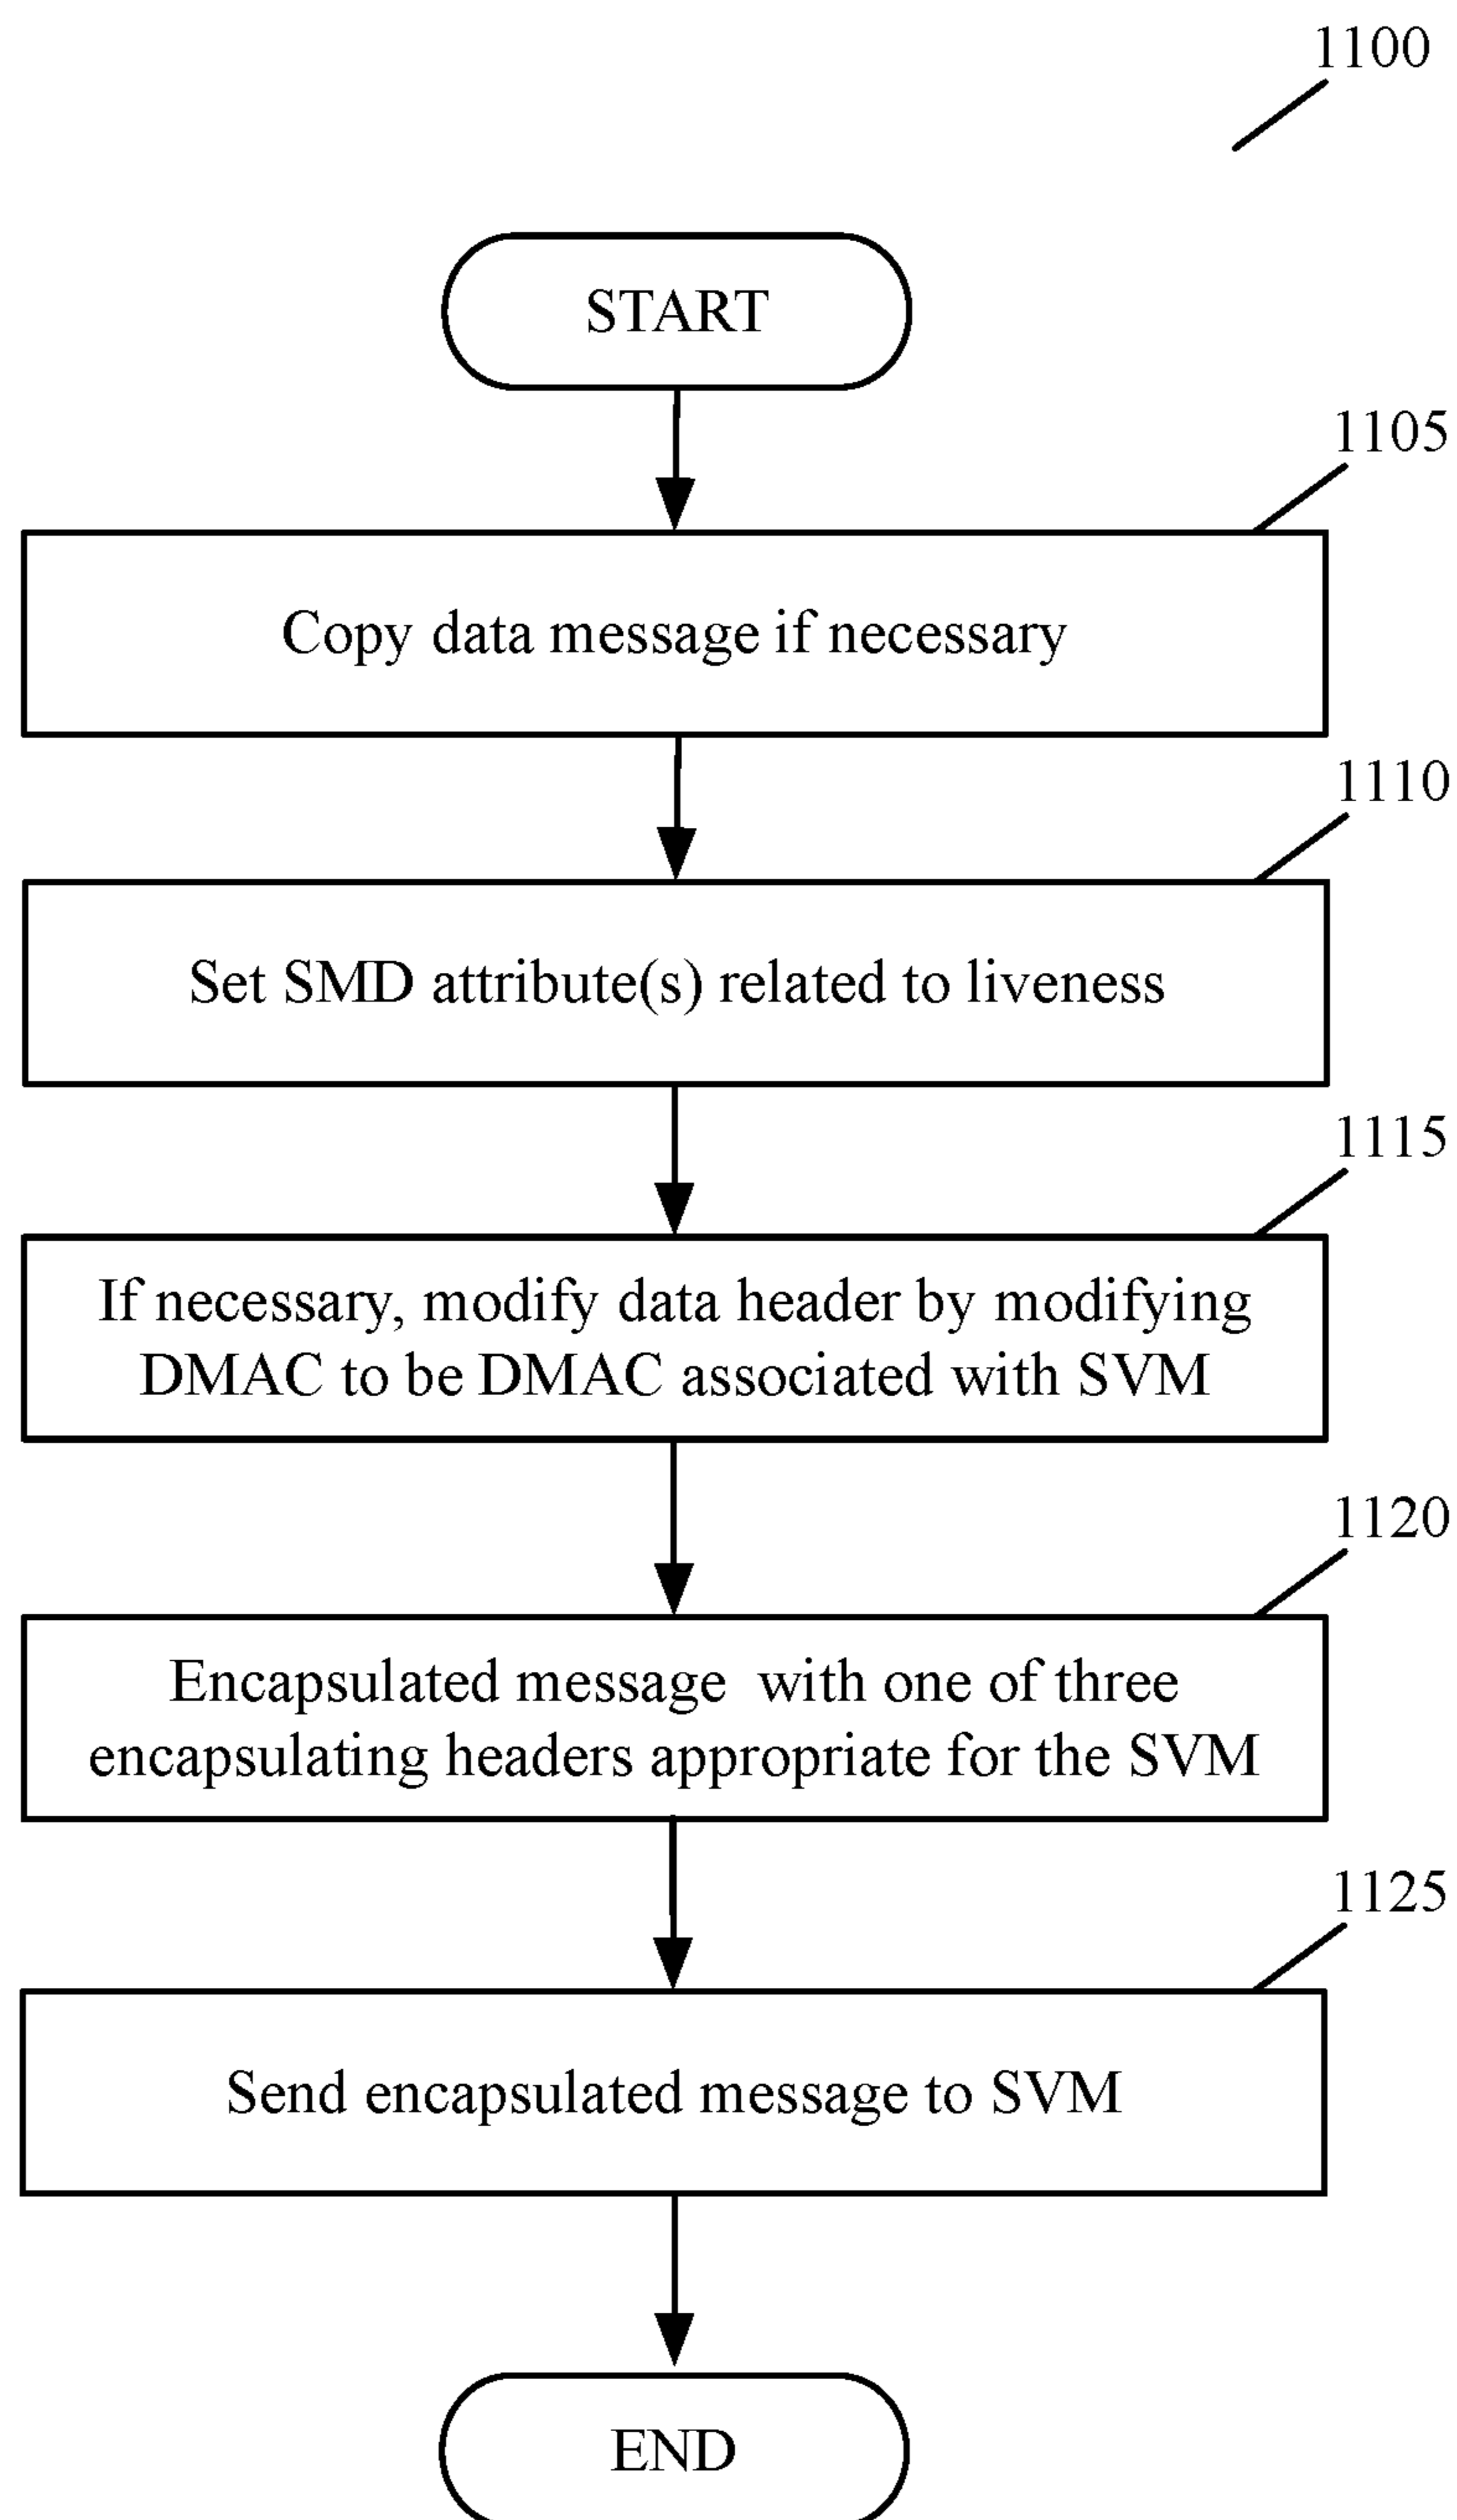 1100
START
1105
Copy data message if necessary
1110
Set SMD attribute(s) related to liveness
1115
If necessary, modify data header by modifying
DMAC to be DMAC associated with SVM
1120
Encapsulated message with one of three
encapsulating headers appropriate for the SVM
1125
Send encapsulated message to SVM
END